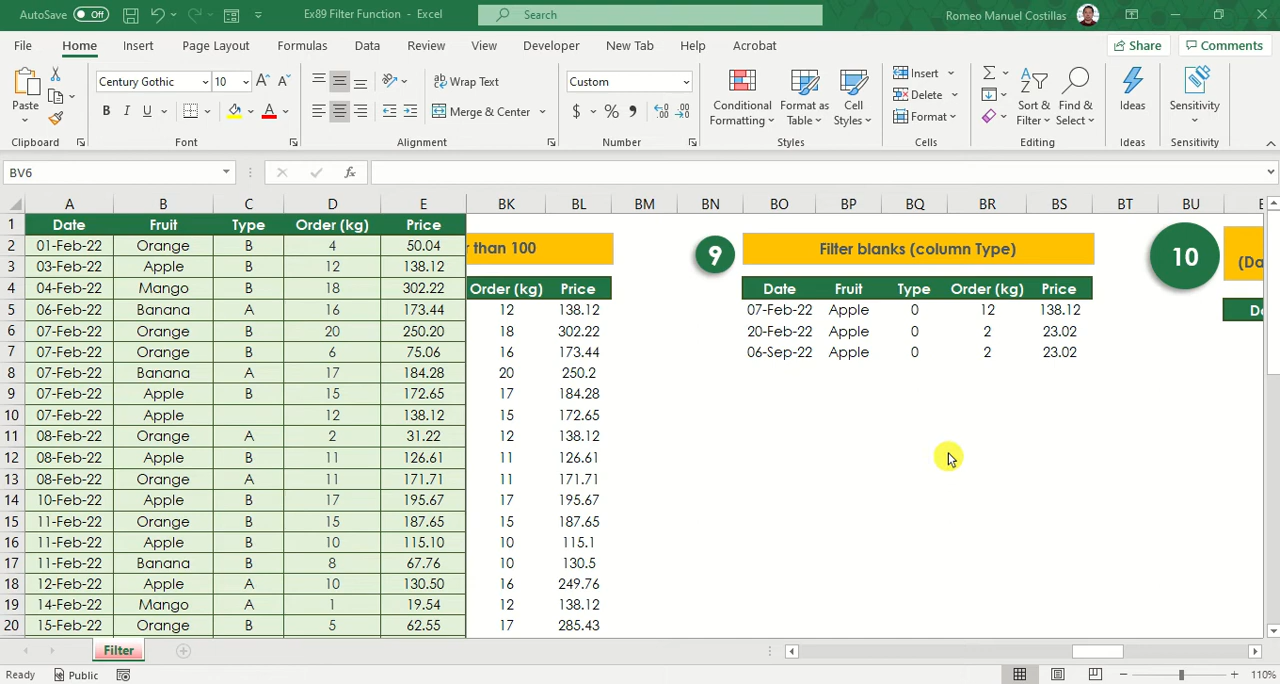 AutoSave Off Ex89 Filter Function - Excel Search Romeo Manuel Costillas
File Home Insert Page Layout Formulas Data Review View Developer New Tab Help Acrobat Share Comments
Paste Century Gothic 10 A A Wrap Text Custom Conditional Formatting Format as Table Cell Styles Insert Sort & Filter Find & Select Ideas Sensitivity
B I U A Merge & Center $ % Delete Format
Clipboard Font Alignment Number Styles Cells Editing Ideas Sensitivity
BV6 fx
A B C D E BK BL BM BN BO BP BQ BR BS BT BU
1 Date Fruit Type Order (kg) Price
2 01-Feb-22 Orange B 4 50.04 than 100 9 Filter blanks (column Type) 10
3 03-Feb-22 Apple B 12 138.12
4 04-Feb-22 Mango B 18 302.22 Order (kg) Price Date Fruit Type Order (kg) Price
5 06-Feb-22 Banana A 16 173.44 12 138.12 07-Feb-22 Apple 0 12 138.12
6 07-Feb-22 Orange B 20 250.20 18 302.22 20-Feb-22 Apple 0 2 23.02
7 07-Feb-22 Orange B 6 75.06 16 173.44 06-Sep-22 Apple 0 2 23.02
8 07-Feb-22 Banana A 17 184.28 20 250.2
9 07-Feb-22 Apple B 15 172.65 17 184.28
10 07-Feb-22 Apple 12 138.12 15 172.65
11 08-Feb-22 Orange A 2 31.22 12 138.12
12 08-Feb-22 Apple B 11 126.61 11 126.61
13 08-Feb-22 Orange A 11 171.71 11 171.71
14 10-Feb-22 Apple B 17 195.67 17 195.67
15 11-Feb-22 Orange B 15 187.65 15 187.65
16 11-Feb-22 Apple B 10 115.10 10 115.1
17 11-Feb-22 Banana B 8 67.76 10 130.5
18 12-Feb-22 Apple A 10 130.50 16 249.76
19 14-Feb-22 Mango A 1 19.54 12 138.12
20 15-Feb-22 Orange B 5 62.55 17 285.43
Filter
Ready Public 110%